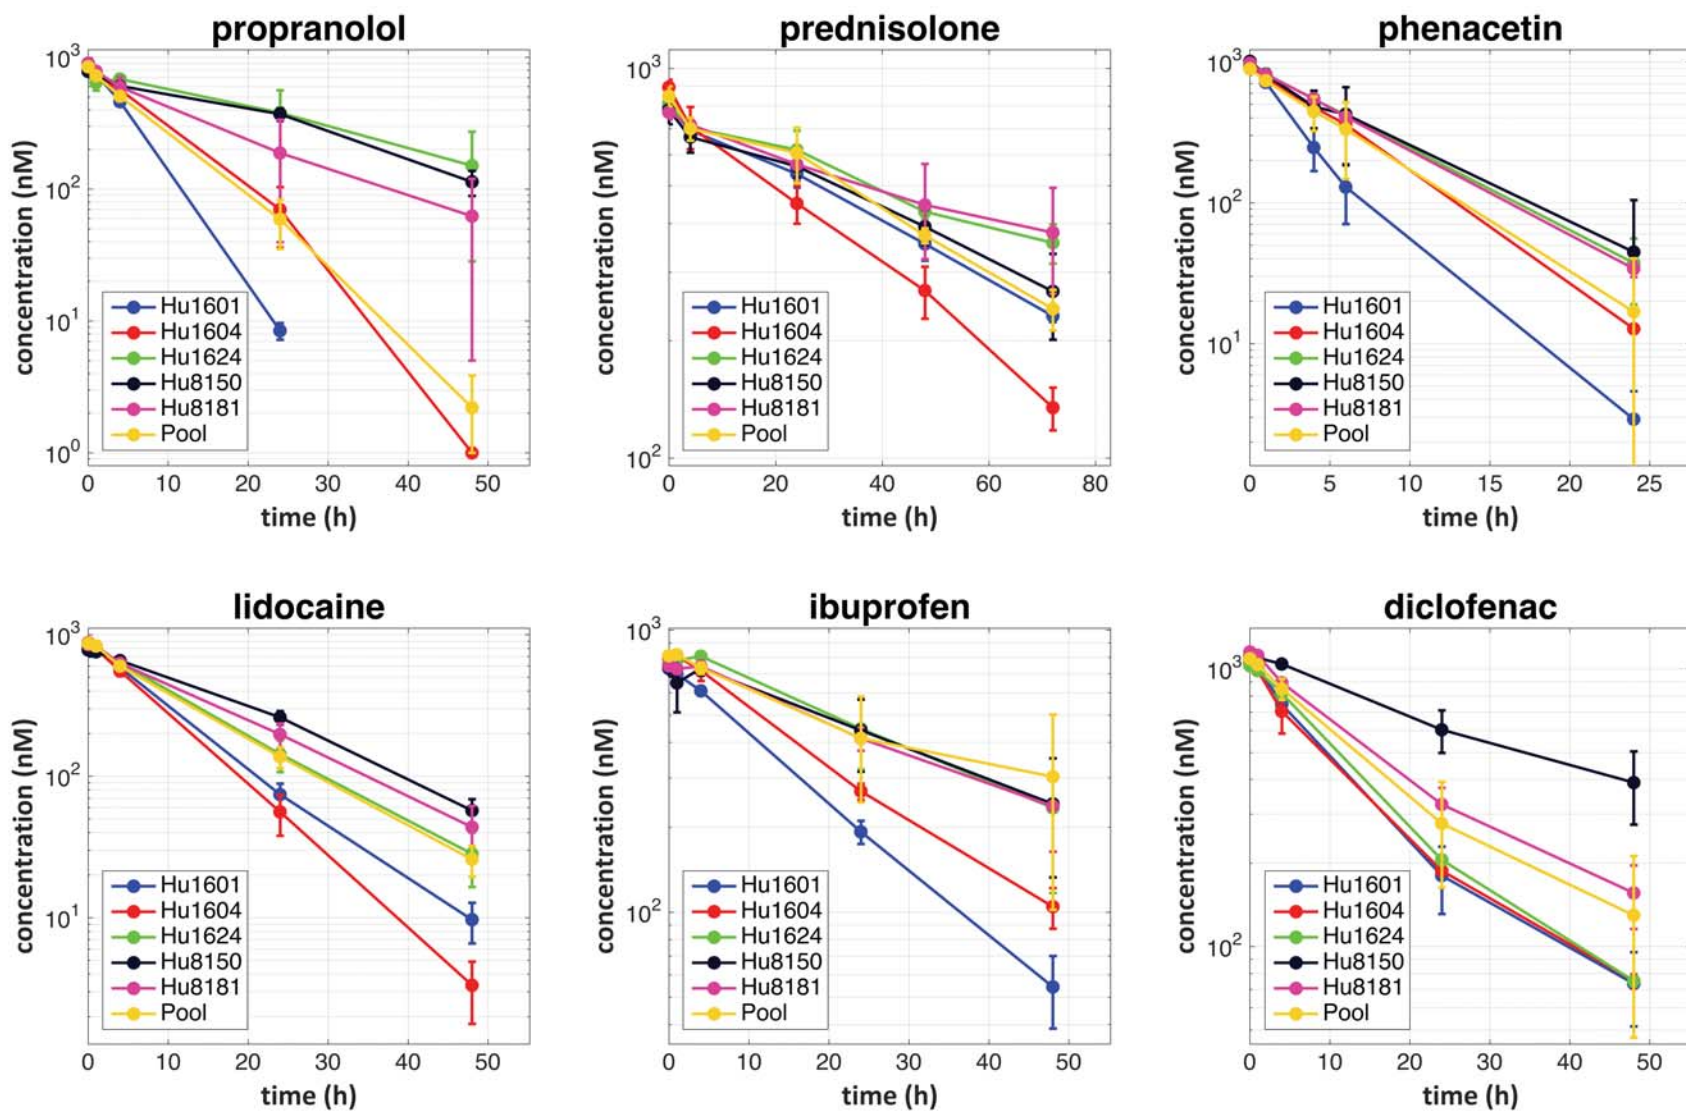 propranolol
10³
10²
10¹
10⁰
concentration (nM)
Hu1601
Hu1604
Hu1624
Hu8150
Hu8181
Pool
0 10 20 30 40 50
time (h)
prednisolone
10³
10²
concentration (nM)
Hu1601
Hu1604
Hu1624
Hu8150
Hu8181
Pool
0 20 40 60 80
time (h)
phenacetin
10³
10²
10¹
concentration (nM)
Hu1601
Hu1604
Hu1624
Hu8150
Hu8181
Pool
0 5 10 15 20 25
time (h)
lidocaine
10³
10²
10¹
concentration (nM)
Hu1601
Hu1604
Hu1624
Hu8150
Hu8181
Pool
0 10 20 30 40 50
time (h)
ibuprofen
10³
10²
concentration (nM)
Hu1601
Hu1604
Hu1624
Hu8150
Hu8181
Pool
0 10 20 30 40 50
time (h)
diclofenac
10³
10²
concentration (nM)
Hu1601
Hu1604
Hu1624
Hu8150
Hu8181
Pool
0 10 20 30 40 50
time (h)